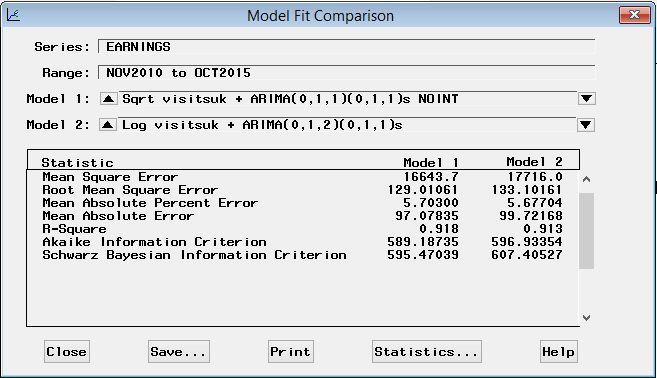 Model Fit Comparison
Series: EARNINGS
Range: NOV2010 to OCT2015
Model 1: Sqrt visitsuk + ARIMA(0,1,1)(0,1,1)s NOINT
Model 2: Log visitsuk + ARIMA(0,1,2)(0,1,1)s
Statistic Model 1 Model 2
Mean Square Error 16643.7 17716.0
Root Mean Square Error 129.01061 133.10161
Mean Absolute Percent Error 5.70300 5.67704
Mean Absolute Error 97.07835 99.72168
R-Square 0.918 0.913
Akaike Information Criterion 589.18735 596.93354
Schwarz Bayesian Information Criterion 595.47039 607.40527
Close Save... Print Statistics... Help